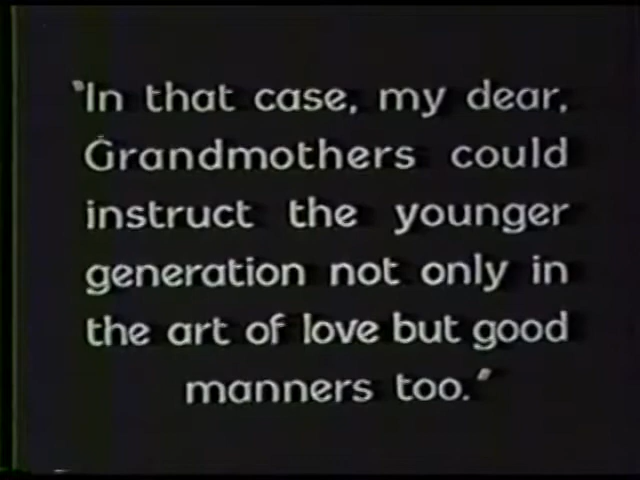 "In that case, my dear,
Grandmothers could
instruct the younger
generation not only in
the art of love but good
manners too."